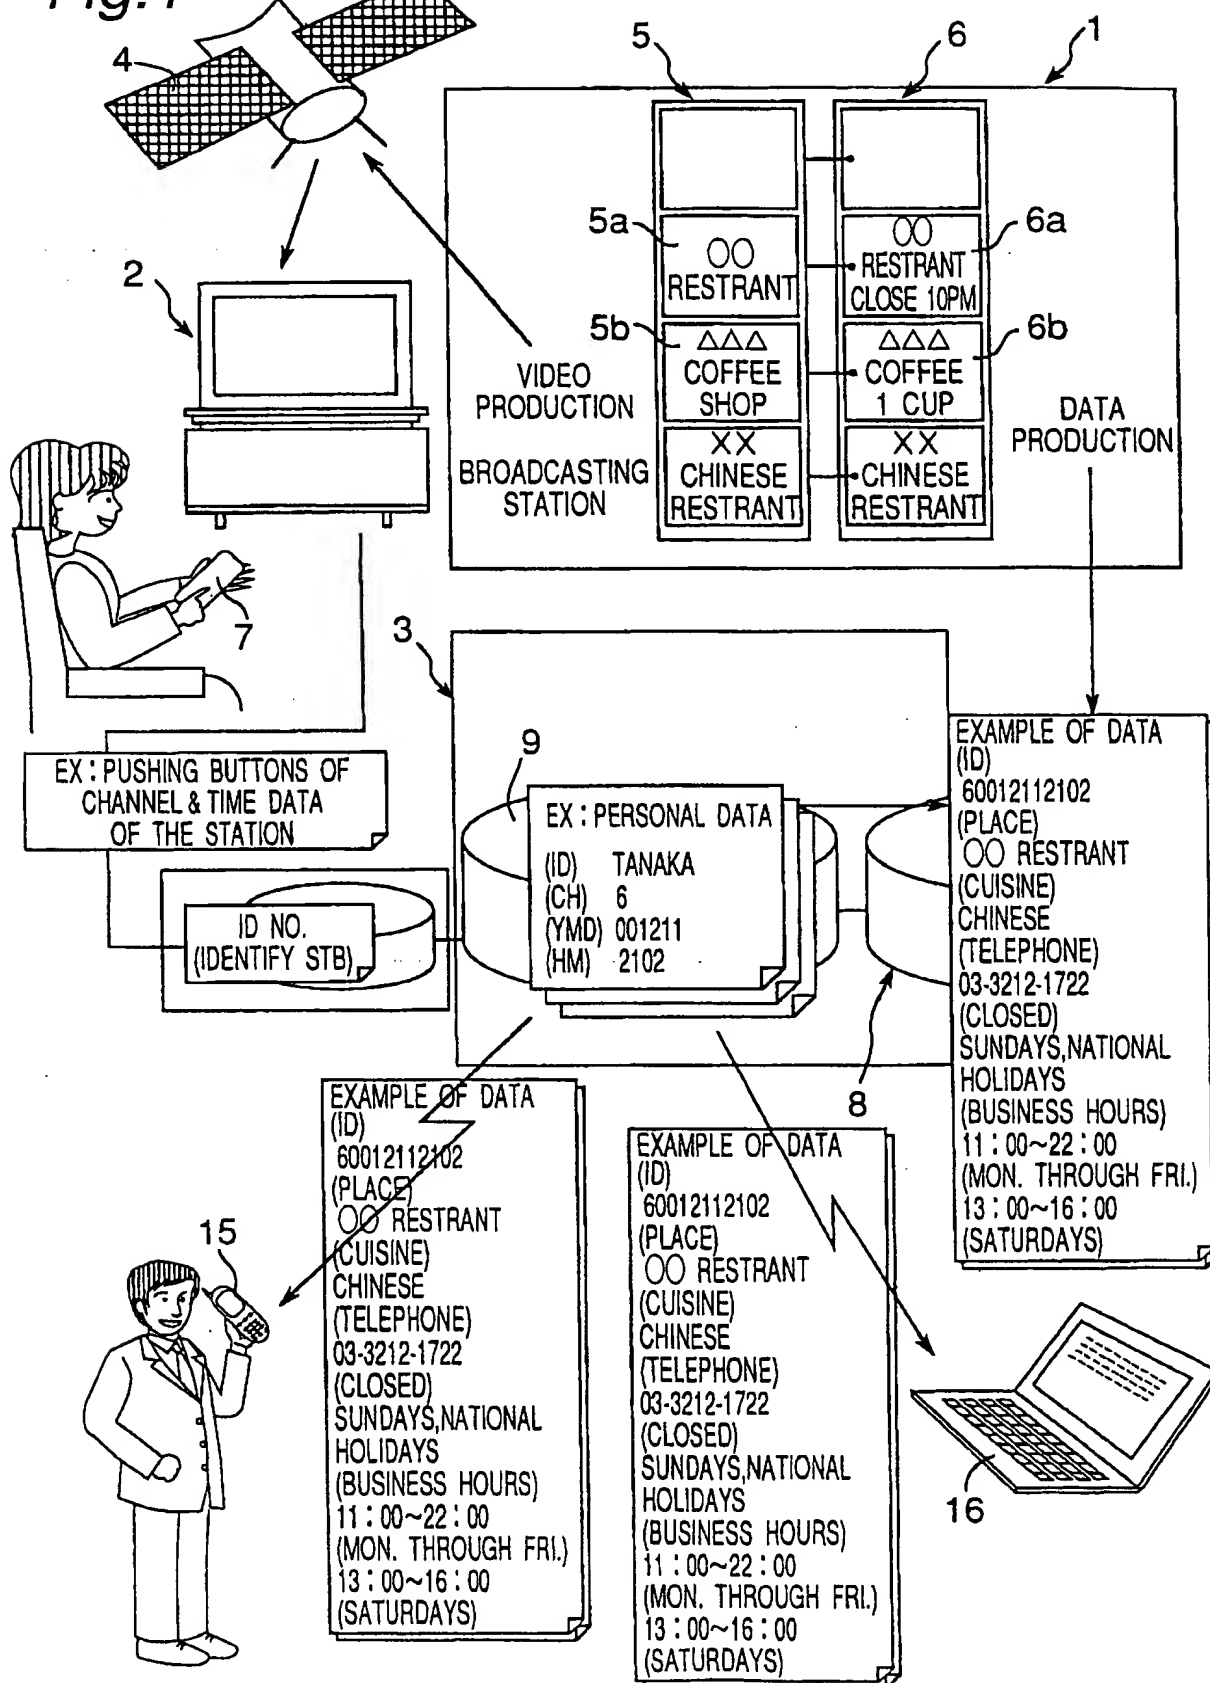 Fig.1
4
5
6
1
5a
○○
RESTRANT
○○
RESTRANT
CLOSE 10PM
6a
2
5b
△△△
COFFEE
SHOP
△△△
COFFEE
1 CUP
6b
VIDEO
PRODUCTION
BROADCASTING
STATION
××
CHINESE
RESTRANT
××
CHINESE
RESTRANT
DATA
PRODUCTION
7
3
EX : PUSHING BUTTONS OF
CHANNEL & TIME DATA
OF THE STATION
9
EX : PERSONAL DATA
(ID) TANAKA
(CH) 6
(YMD) 001211
(HM) 2102
ID NO.
(IDENTIFY STB)
8
EXAMPLE OF DATA
(ID)
60012112102
(PLACE)
○○ RESTRANT
(CUISINE)
CHINESE
(TELEPHONE)
03-3212-1722
(CLOSED)
SUNDAYS,NATIONAL
HOLIDAYS
(BUSINESS HOURS)
11 : 00~22 : 00
(MON. THROUGH FRI.)
13 : 00~16 : 00
(SATURDAYS)
EXAMPLE OF DATA
(ID)
60012112102
(PLACE)
○○ RESTRANT
(CUISINE)
CHINESE
(TELEPHONE)
03-3212-1722
(CLOSED)
SUNDAYS,NATIONAL
HOLIDAYS
(BUSINESS HOURS)
11 : 00~22 : 00
(MON. THROUGH FRI.)
13 : 00~16 : 00
(SATURDAYS)
EXAMPLE OF DATA
(ID)
60012112102
(PLACE)
○○ RESTRANT
(CUISINE)
CHINESE
(TELEPHONE)
03-3212-1722
(CLOSED)
SUNDAYS,NATIONAL
HOLIDAYS
(BUSINESS HOURS)
11 : 00~22 : 00
(MON. THROUGH FRI.)
13 : 00~16 : 00
(SATURDAYS)
15
16